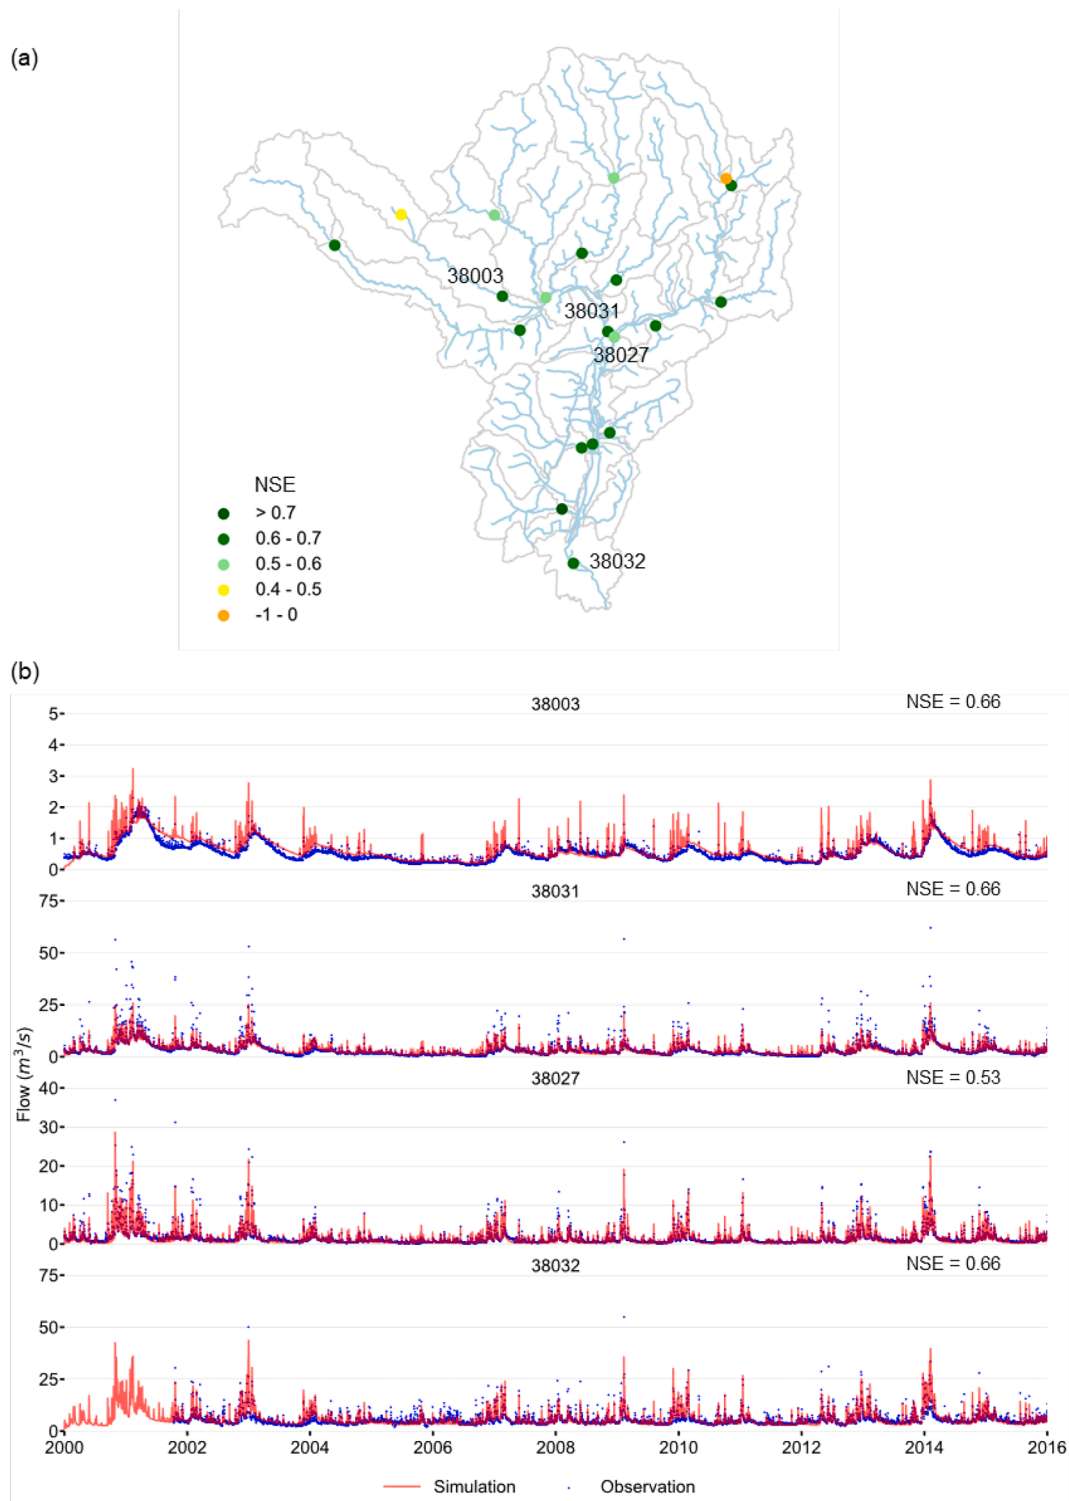 (a)
38003
38031
38027
NSE
> 0.7
0.6 - 0.7
0.5 - 0.6
0.4 - 0.5
-1 - 0
38032
(b)
38003 NSE = 0.66
5
4
3
2
1
0
38031 NSE = 0.66
75
50
25
0
38027 NSE = 0.53
40
30
20
10
0
38032 NSE = 0.66
75
50
25
0
Flow (m³/s)
2000 2002 2004 2006 2008 2010 2012 2014 2016
Simulation Observation